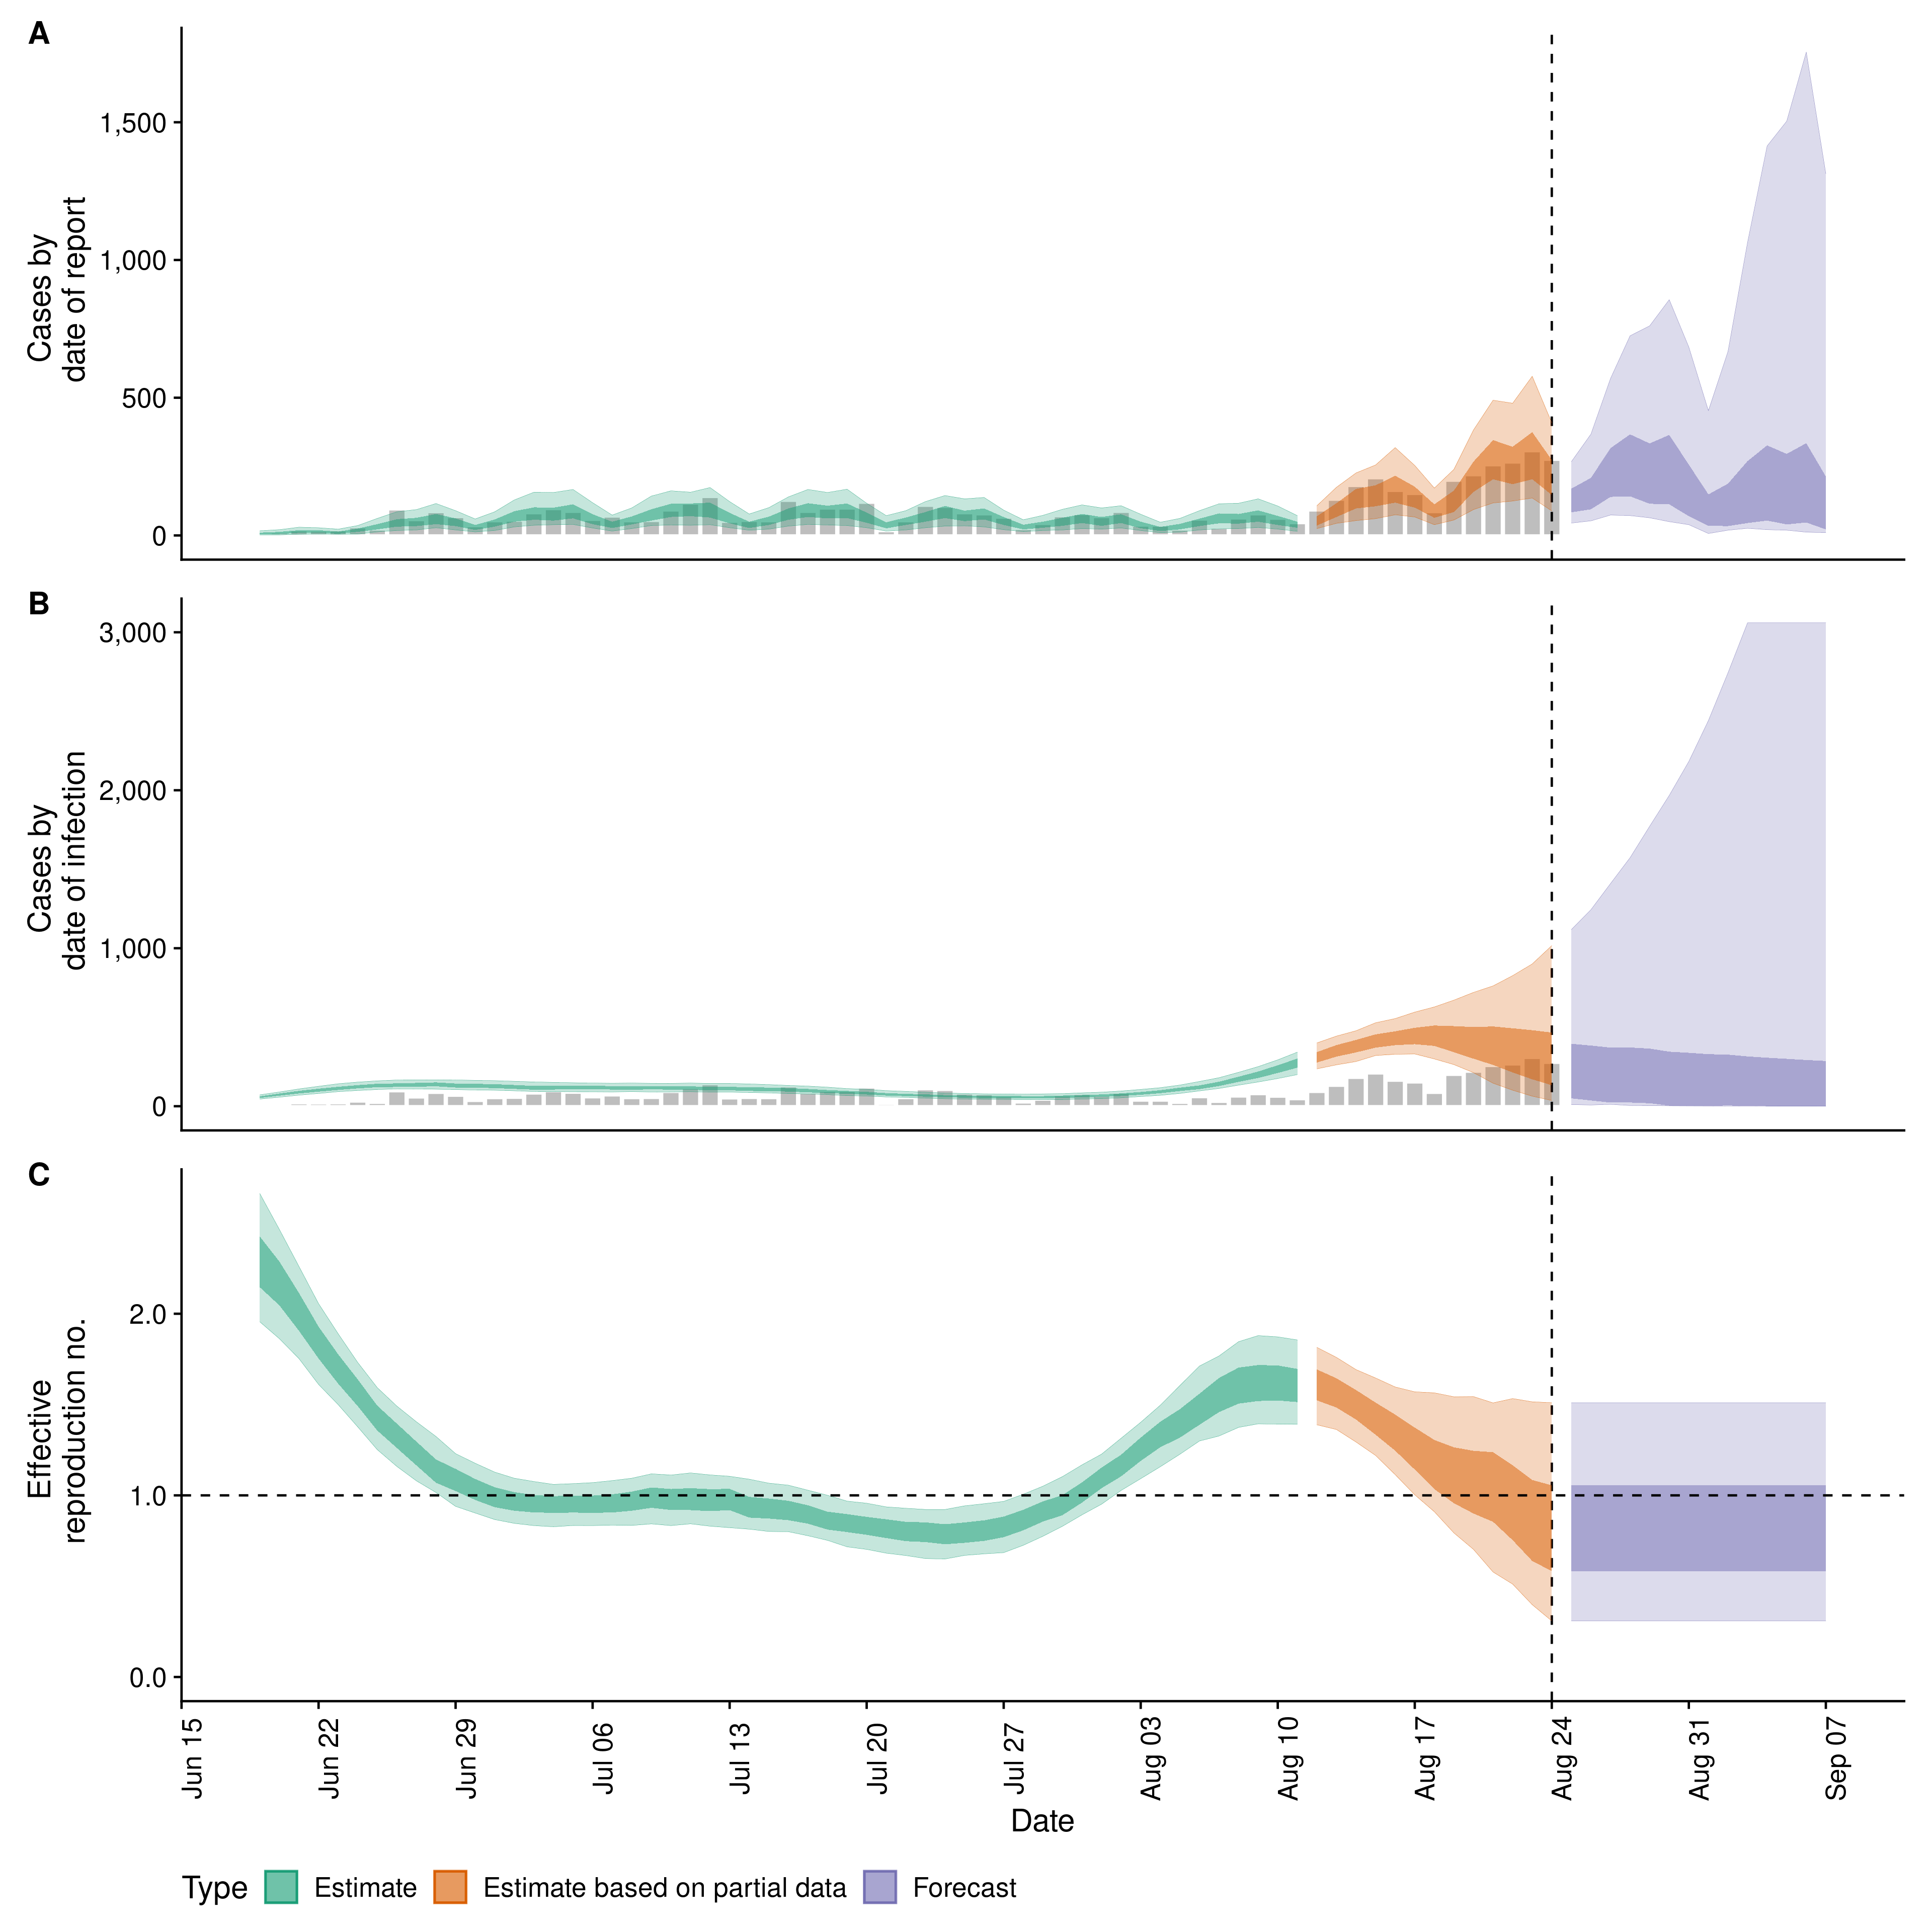 A
Cases by
date of report
1,500
1,000
500
0
B
Cases by
date of infection
3,000
2,000
1,000
0
C
Effective
reproduction no.
2.0
1.0
0.0
Jun 15
Jun 22
Jun 29
Jul 06
Jul 13
Jul 20
Jul 27
Aug 03
Aug 10
Aug 17
Aug 24
Aug 31
Sep 07
Date
Type Estimate Estimate based on partial data Forecast